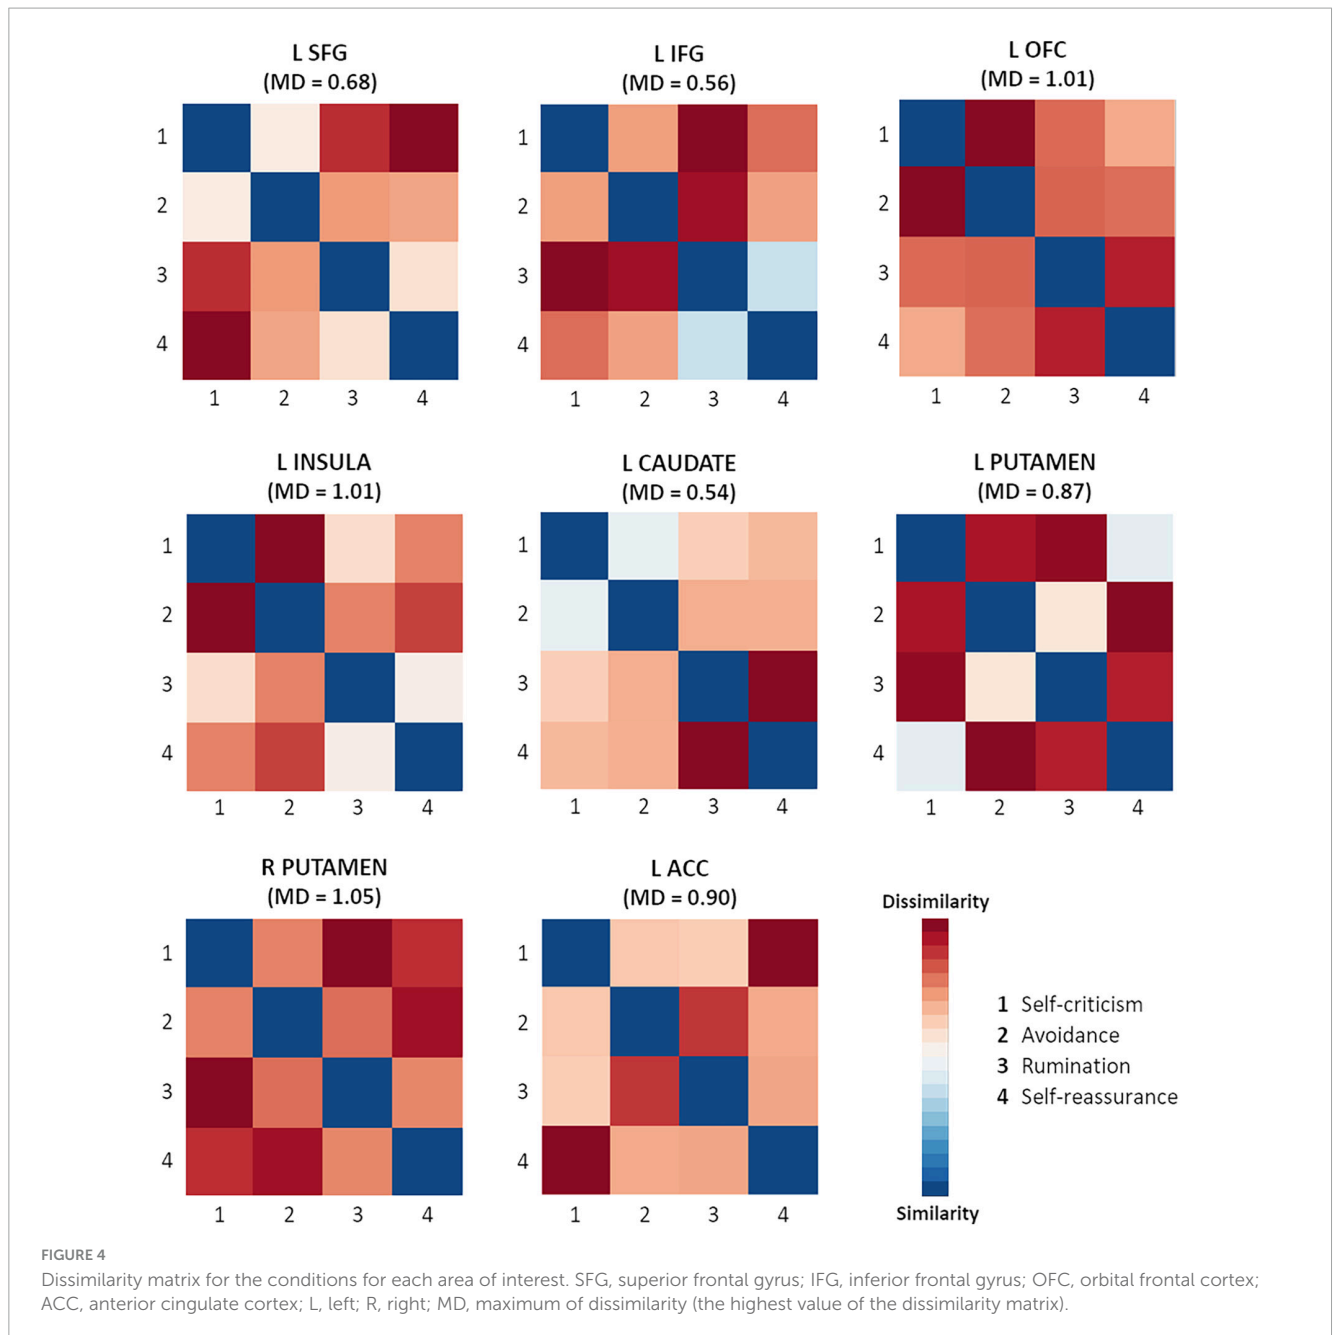 L SFG
(MD = 0.68)
L IFG
(MD = 0.56)
L OFC
(MD = 1.01)
1
2
3
4
1 2 3 4
1
2
3
4
1 2 3 4
1
2
3
4
1 2 3 4
L INSULA
(MD = 1.01)
L CAUDATE
(MD = 0.54)
L PUTAMEN
(MD = 0.87)
1
2
3
4
1 2 3 4
1
2
3
4
1 2 3 4
1
2
3
4
1 2 3 4
R PUTAMEN
(MD = 1.05)
L ACC
(MD = 0.90)
1
2
3
4
1 2 3 4
1
2
3
4
1 2 3 4
Dissimilarity
Similarity
1 Self-criticism
2 Avoidance
3 Rumination
4 Self-reassurance
FIGURE 4
Dissimilarity matrix for the conditions for each area of interest. SFG, superior frontal gyrus; IFG, inferior frontal gyrus; OFC, orbital frontal cortex;
ACC, anterior cingulate cortex; L, left; R, right; MD, maximum of dissimilarity (the highest value of the dissimilarity matrix).